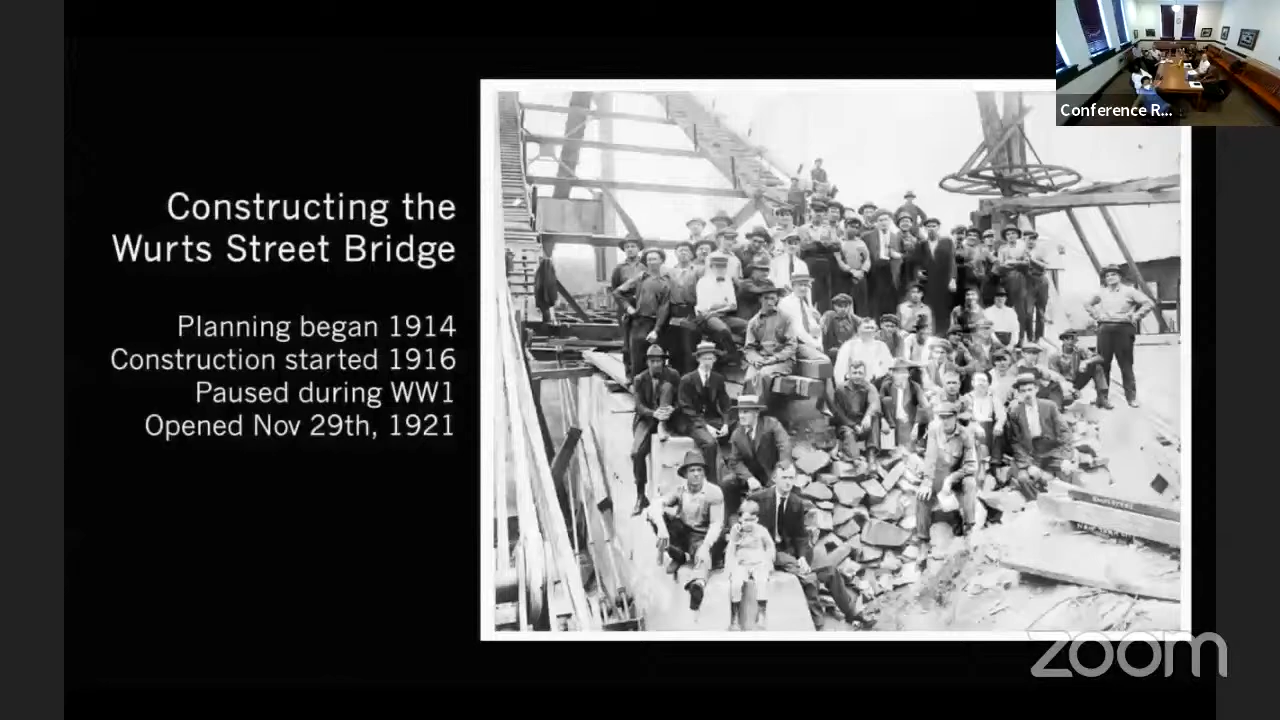 Constructing the
Wurts Street Bridge
Planning began 1914
Construction started 1916
Paused during WW1
Opened Nov 29th, 1921
Conference R...
zoom